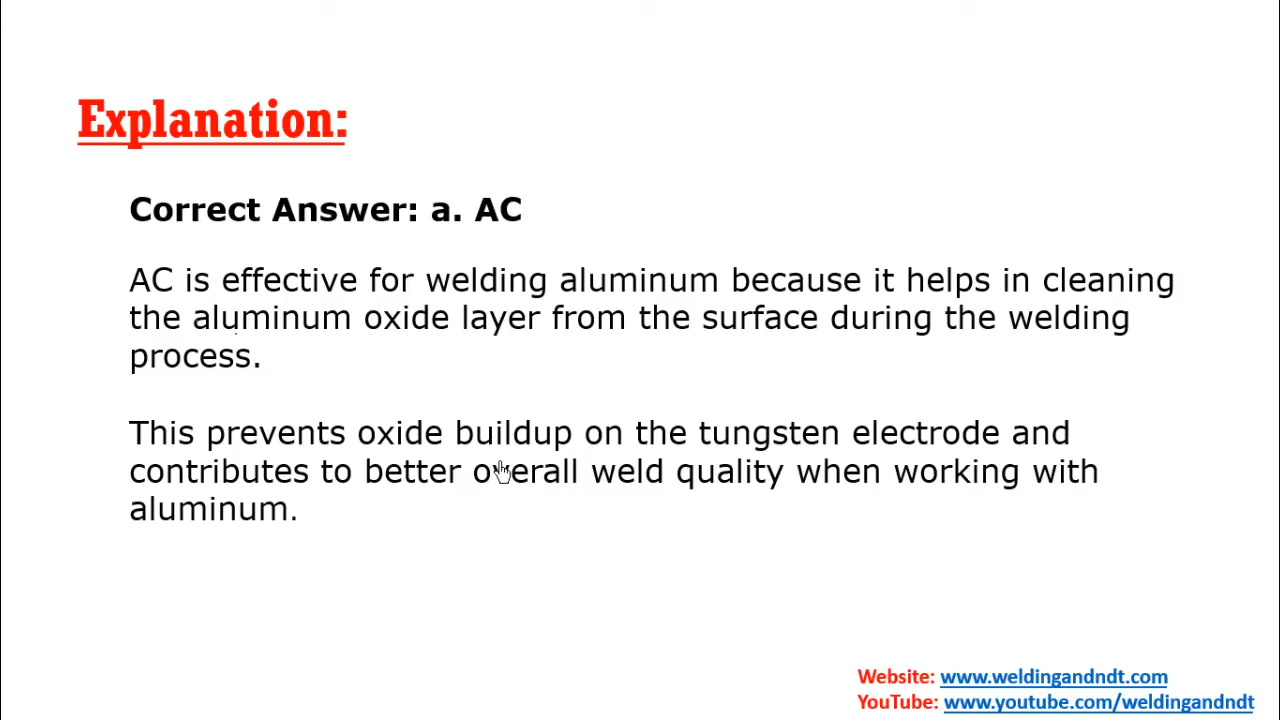 Explanation:
Correct Answer: a. AC
AC is effective for welding aluminum because it helps in cleaning
the aluminum oxide layer from the surface during the welding
process.
This prevents oxide buildup on the tungsten electrode and
contributes to better overall weld quality when working with
aluminum.
Website: www.weldingandndt.com
YouTube: www.youtube.com/weldingandndt